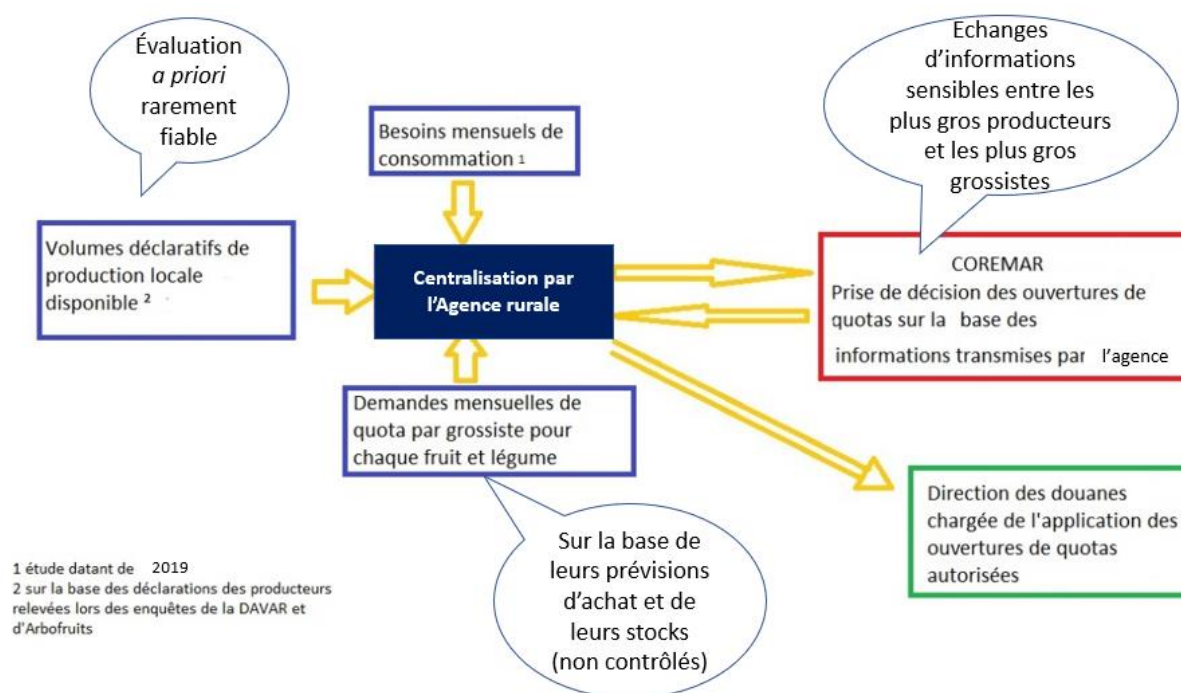 Évaluation
a priori
rarement
fiable
Echanges
d'informations
sensibles entre les
plus gros producteurs
et les plus gros
grossistes
Besoins mensuels de
consommation 1
Volumes déclaratifs de
production locale
disponible 2
Centralisation par
l'Agence rurale
COREMAR
Prise de décision des ouvertures de
quotas sur la base des
informations transmises par l'agence
Demandes mensuelles de
quota par grossiste pour
chaque fruit et légume
Direction des douanes
chargée de l'application des
ouvertures de quotas
autorisées
Sur la base de
leurs prévisions
d'achat et de
leurs stocks
(non contrôlés)
1 étude datant de 2019
2 sur la base des déclarations des producteurs
relevées lors des enquêtes de la DAVAR et
d'Arbofruits